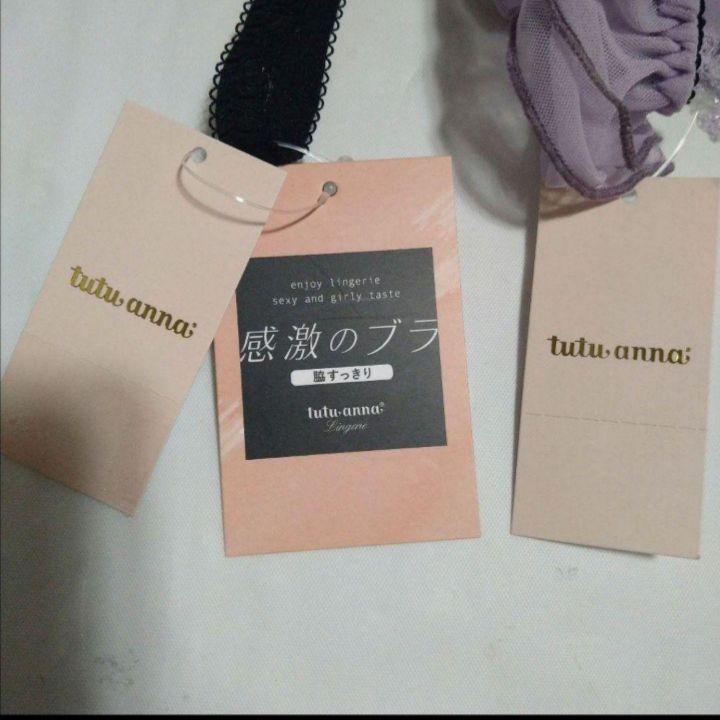 tutu anna*
enjoy lingerie
sexy and girly taste
感激のブラ
脇すっきり
tutu anna®
Lingerie
tutu anna*